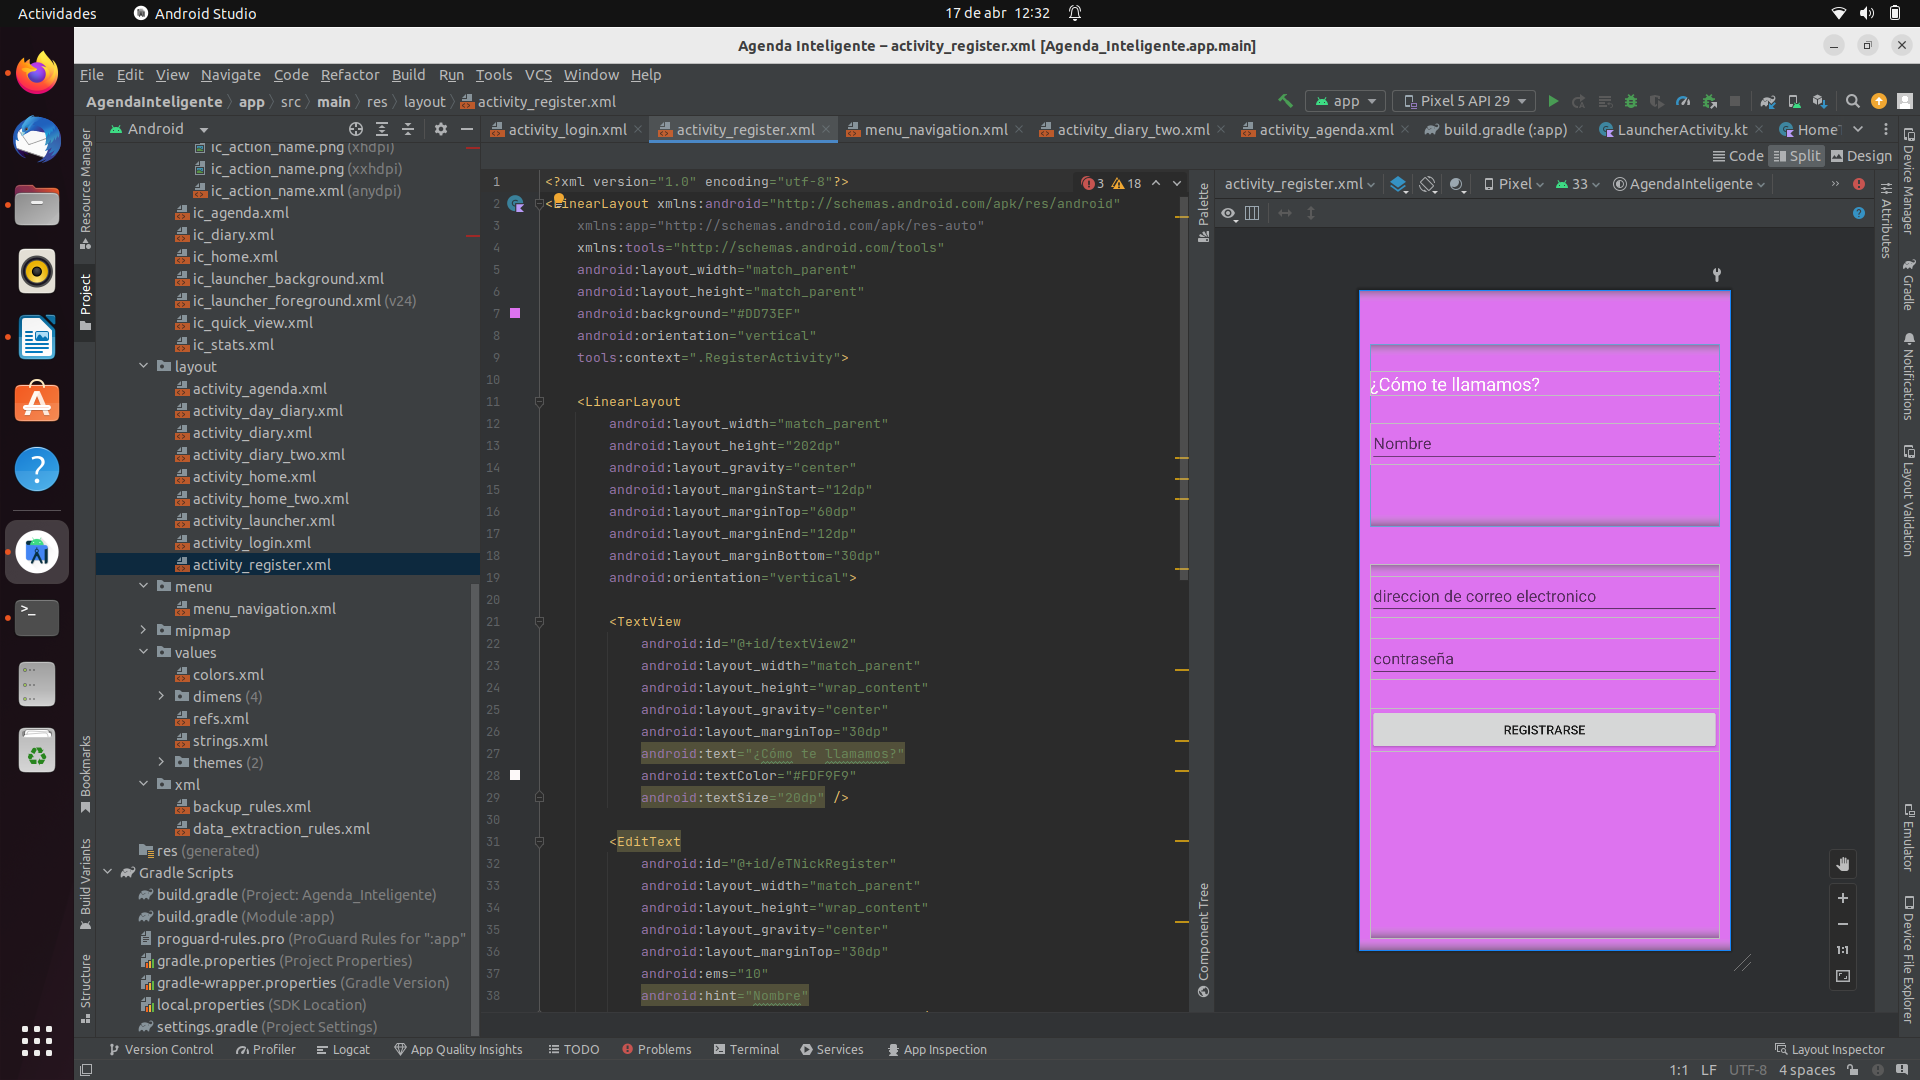 Actividades
Android Studio
17 de abr 12:32
Agenda Inteligente – activity_register.xml [Agenda_Inteligente.app.main]
File Edit View Navigate Code Refactor Build Run Tools VCS Window Help
AgendaInteligente app src main res layout activity_register.xml
app
Pixel 5 API 29
Android
activity_login.xml
activity_register.xml
menu_navigation.xml
activity_diary_two.xml
activity_agenda.xml
build.gradle (:app)
LauncherActivity.kt
Code
Split
Design
Resource Manager
Project
Bookmarks
Build Variants
Structure
ic_action_name.png (xhdpi)
ic_action_name.png (xxhdpi)
ic_action_name.xml (anydpi)
ic_agenda.xml
ic_diary.xml
ic_home.xml
ic_launcher_background.xml
ic_launcher_foreground.xml (v24)
ic_quick_view.xml
ic_stats.xml
layout
activity_agenda.xml
activity_day_diary.xml
activity_diary.xml
activity_diary_two.xml
activity_home.xml
activity_home_two.xml
activity_launcher.xml
activity_login.xml
activity_register.xml
menu
menu_navigation.xml
mipmap
values
colors.xml
dimens (4)
refs.xml
strings.xml
themes (2)
xml
backup_rules.xml
data_extraction_rules.xml
res (generated)
Gradle Scripts
build.gradle (Project: Agenda_Inteligente)
build.gradle (Module :app)
proguard-rules.pro (ProGuard Rules for ":app"
gradle.properties (Project Properties)
gradle-wrapper.properties (Gradle Version)
local.properties (SDK Location)
settings.gradle (Project Settings)
3 18
1 <?xml version="1.0" encoding="utf-8"?>
2 <LinearLayout xmlns:android="http://schemas.android.com/apk/res/android"
3 xmlns:app="http://schemas.android.com/apk/res-auto"
4 xmlns:tools="http://schemas.android.com/tools"
5 android:layout_width="match_parent"
6 android:layout_height="match_parent"
7 android:background="#DD73EF"
8 android:orientation="vertical"
9 tools:context=".RegisterActivity">
10
11 <LinearLayout
12 android:layout_width="match_parent"
13 android:layout_height="202dp"
14 android:layout_gravity="center"
15 android:layout_marginStart="12dp"
16 android:layout_marginTop="60dp"
17 android:layout_marginEnd="12dp"
18 android:layout_marginBottom="30dp"
19 android:orientation="vertical">
20
21 <TextView
22 android:id="@+id/textView2"
23 android:layout_width="match_parent"
24 android:layout_height="wrap_content"
25 android:layout_gravity="center"
26 android:layout_marginTop="30dp"
27 android:text="¿Cómo te llamamos?"
28 android:textColor="#FDF9F9"
29 android:textSize="20dp" />
30
31 <EditText
32 android:id="@+id/eTNickRegister"
33 android:layout_width="match_parent"
34 android:layout_height="wrap_content"
35 android:layout_gravity="center"
36 android:layout_marginTop="30dp"
37 android:ems="10"
38 android:hint="Nombre"
Palette
Component Tree
activity_register.xml
Pixel
33
AgendaInteligente
¿Cómo te llamamos?
Nombre
direccion de correo electronico
contraseña
REGISTRARSE
1:1
Attributes
Device Manager
Gradle
Notifications
Layout Validation
Emulator
Device File Explorer
Version Control Profiler Logcat App Quality Insights TODO Problems Terminal Services App Inspection
Layout Inspector
1:1 LF UTF-8 4 spaces